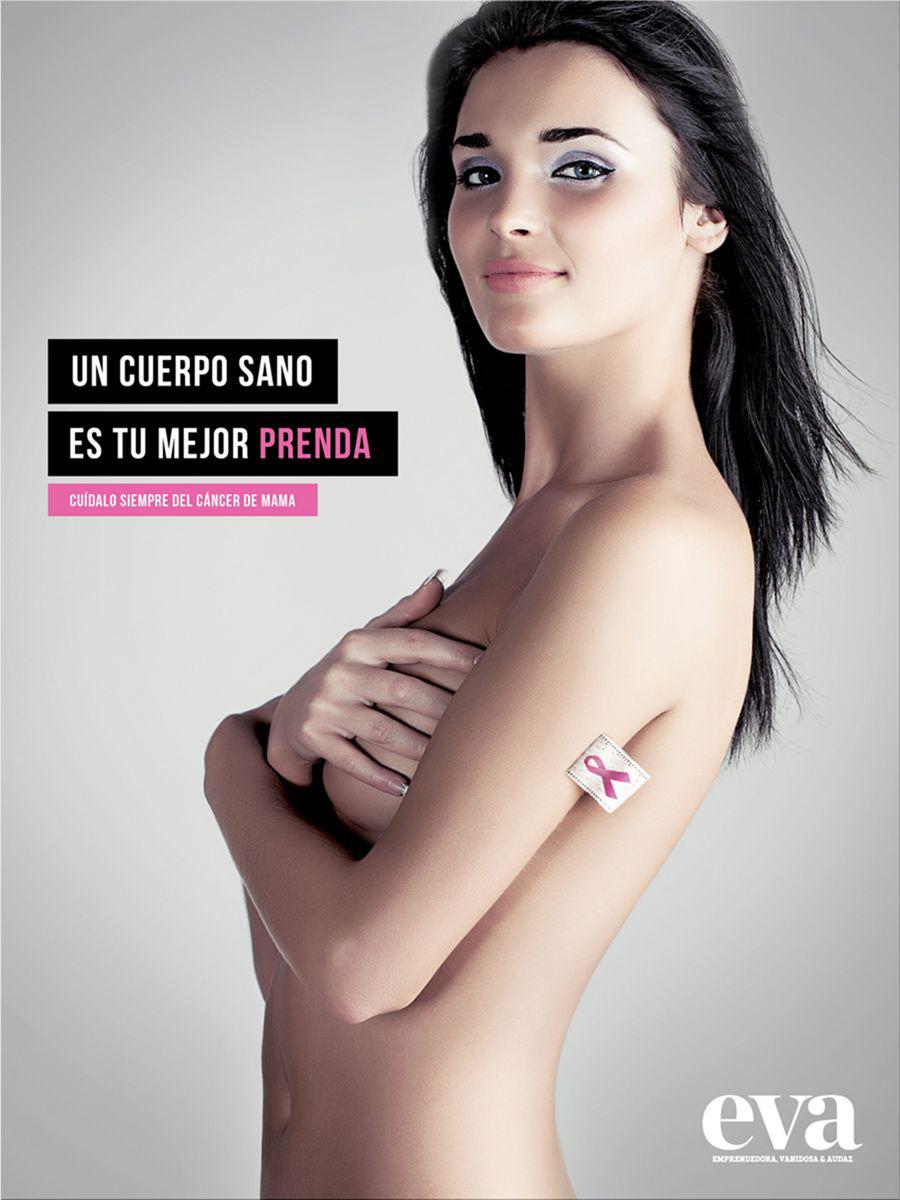 UN CUERPO SANO
ES TU MEJOR PRENDA
CUÍDALO SIEMPRE DEL CÁNCER DE MAMA
eva
EMPRENDEDORA, VANIDOSA & AUDAZ